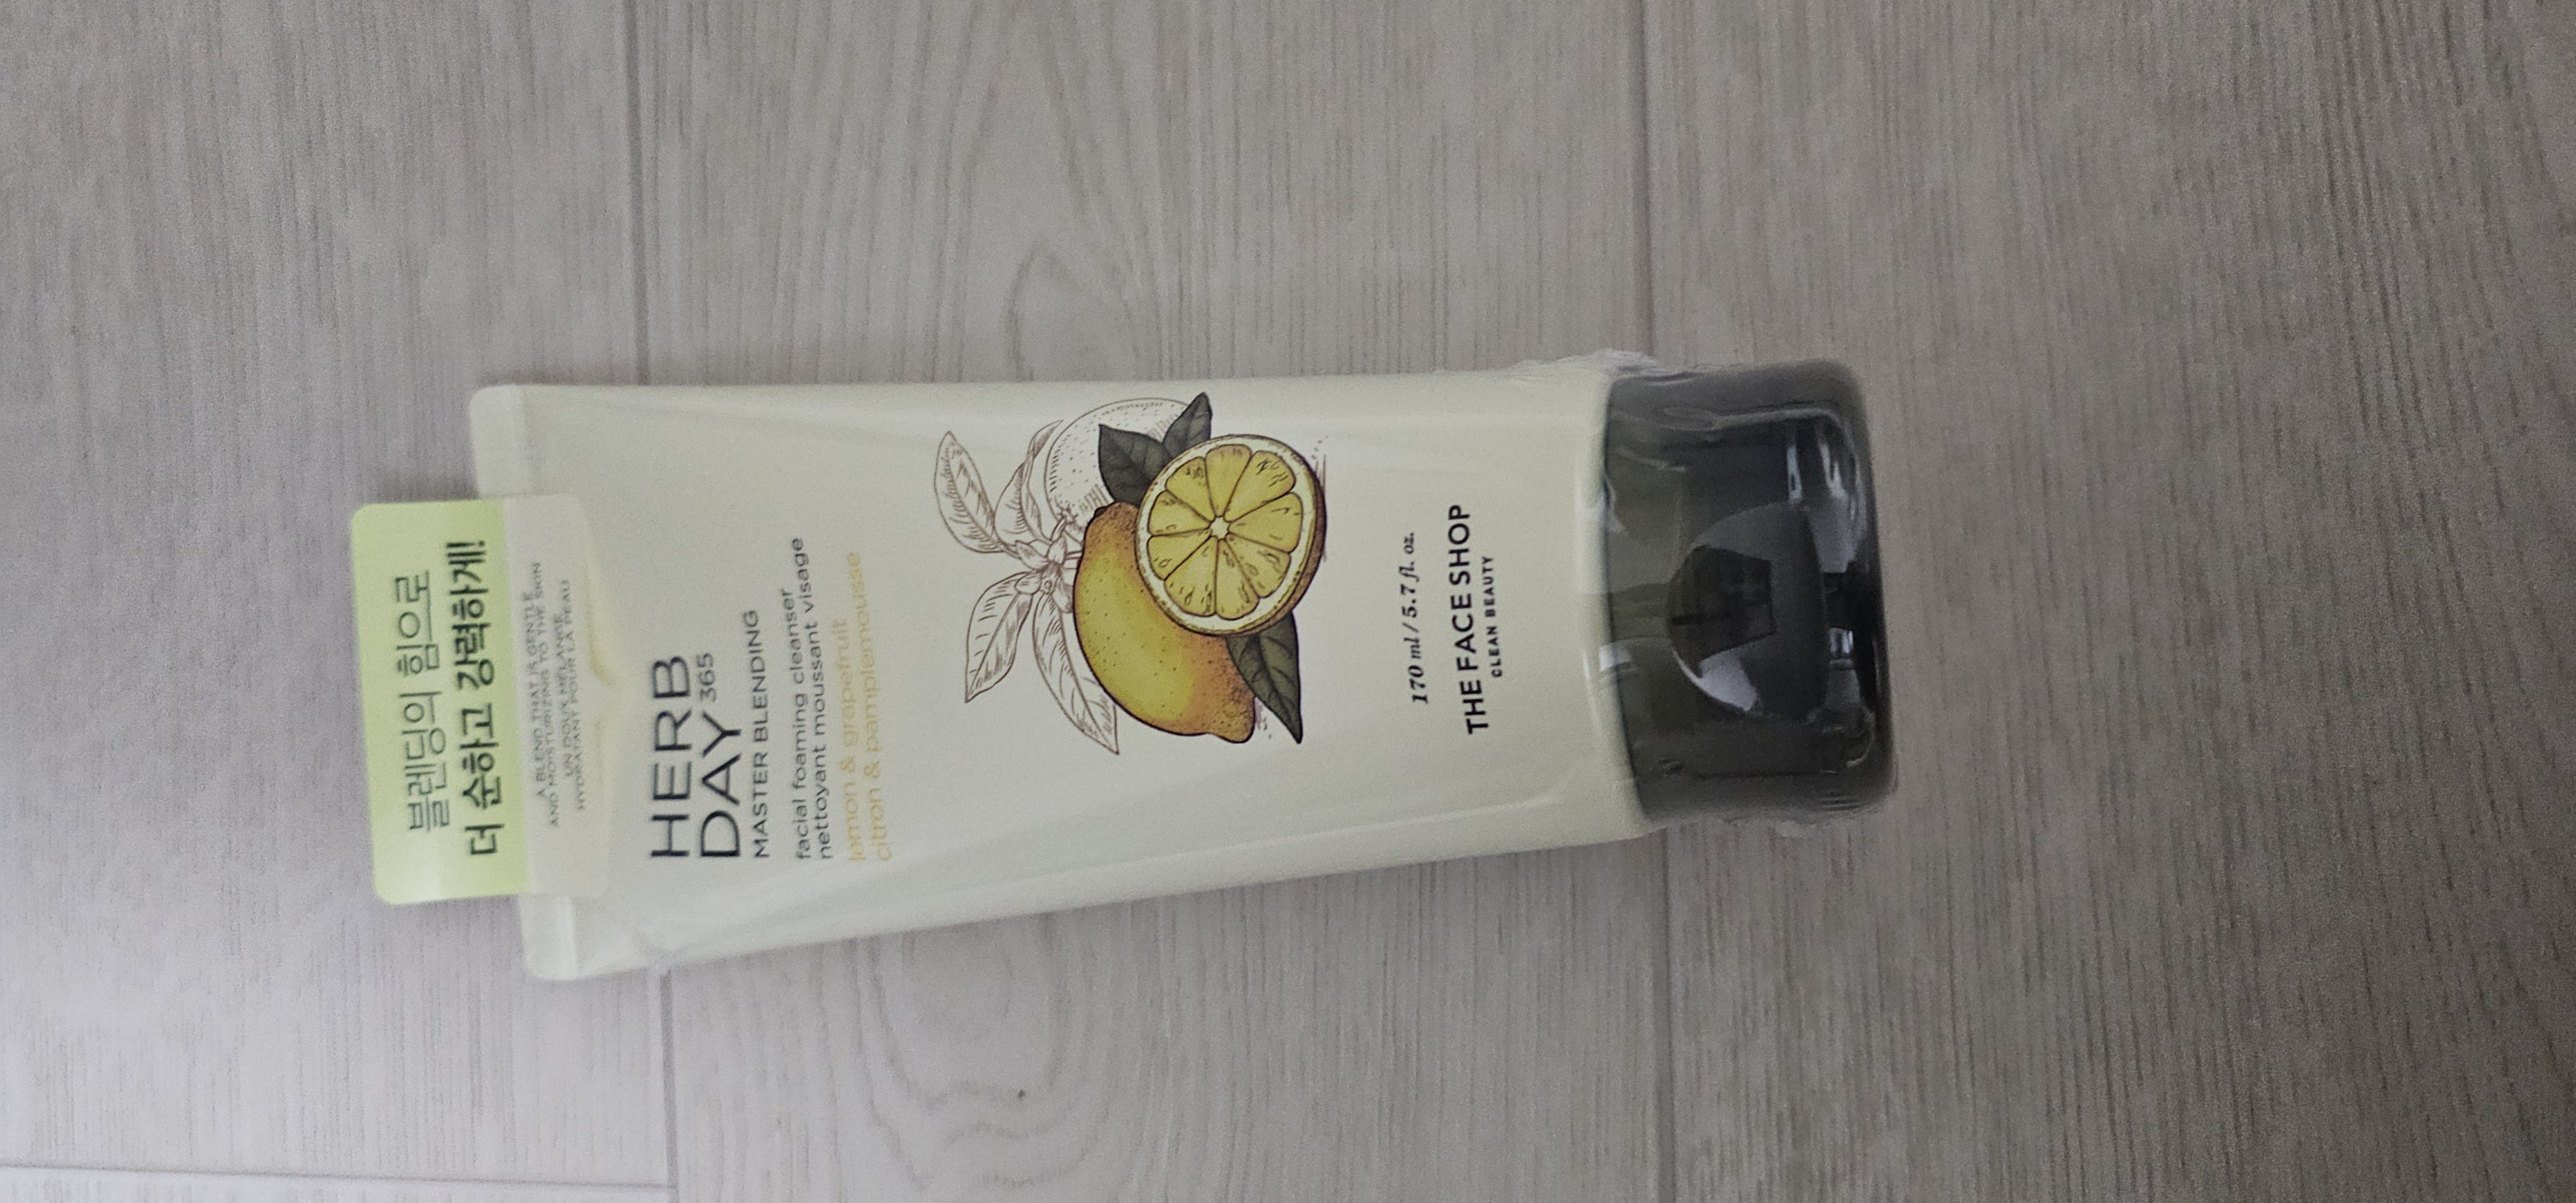 블렌딩의 힘으로
더 순하고 강력하게!
A BLEND THAT IS GENTLE
AND MOISTURIZING TO THE SKIN
UN DOUX MÉLANGE
HYDRATANT POUR LA PEAU
HERB
DAY 365
MASTER BLENDING
facial foaming cleanser
nettoyant moussant visage
lemon & grapefruit
citron & pamplemousse
170 ml / 5.7 fl. oz.
THE FACE SHOP
CLEAN BEAUTY